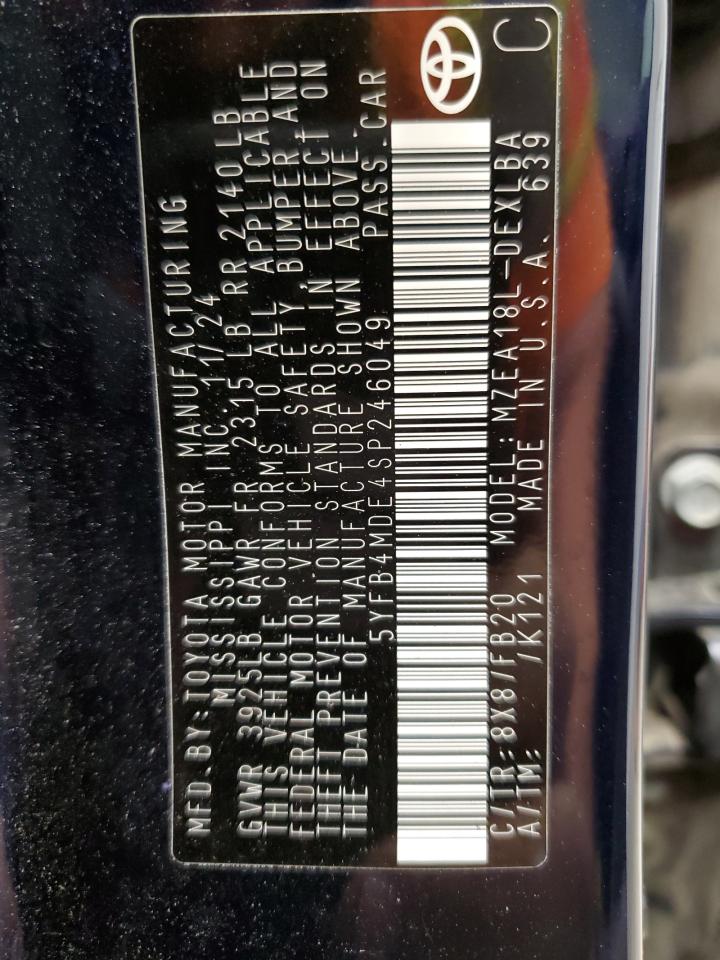 MFD.BY:TOYOTA MOTOR MANUFACTURING
MISSISSIPPI INC. 11/24
GVWR 3925LB GAWR FR 2315 LB RR 2140LB
THIS VEHICLE CONFORMS TO ALL APPLICABLE
FEDERAL MOTOR VEHICLE SAFETY, BUMPER AND
THEFT PREVENTION STANDARDS IN EFFECT ON
THE DATE OF MANUFACTURE SHOWN ABOVE.
5YFB4MDE4SP246049 PASS.CAR
C/TR:8X8/FB20 MODEL:MZEA18L-DEXLBA
A/TM: /K121 MADE IN U.S.A. 639
C